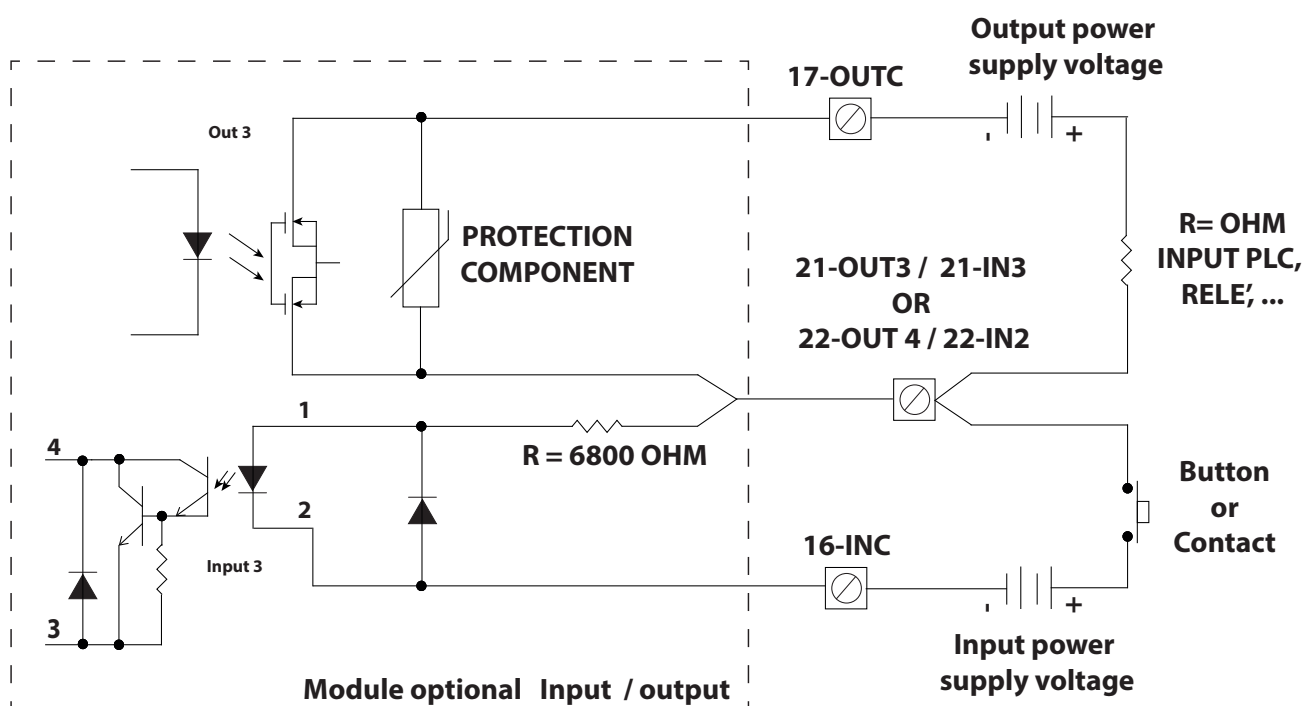 Output power
supply voltage
17-OUTC
- +
Out 3
PROTECTION
COMPONENT
R= OHM
INPUT PLC,
RELE', ...
21-OUT3 / 21-IN3
OR
22-OUT 4 / 22-IN2
1
R = 6800 OHM
4
2
Button
or
Contact
16-INC
Input 3
- +
3
Input power
supply voltage
Module optional Input / output